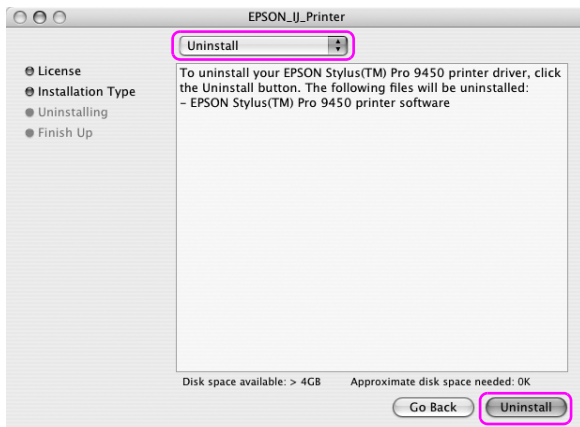 EPSON_IJ_Printer
Uninstall
License
Installation Type
Uninstalling
Finish Up
To uninstall your EPSON Stylus(TM) Pro 9450 printer driver, click
the Uninstall button. The following files will be uninstalled:
– EPSON Stylus(TM) Pro 9450 printer software
Disk space available: > 4GB Approximate disk space needed: 0K
Go Back Uninstall